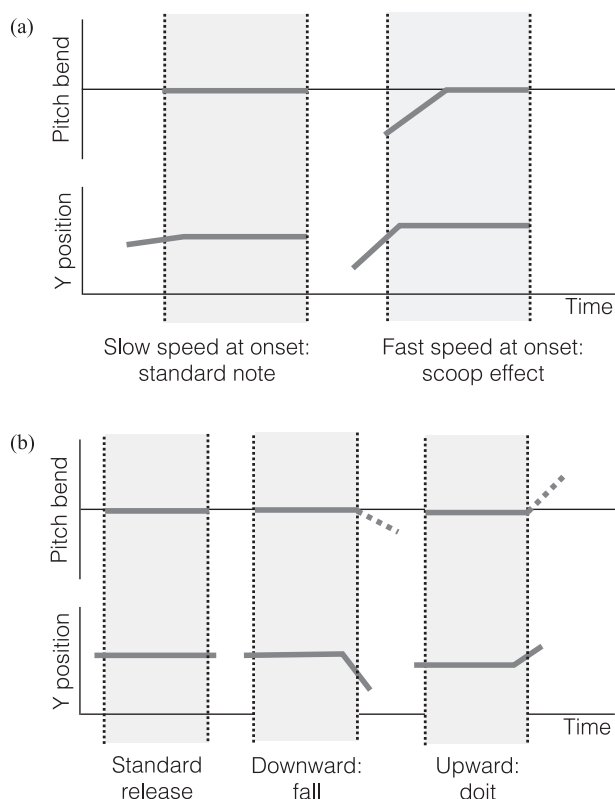 (a)
Pitch bend
Y position
Time
Slow speed at onset:
standard note
Fast speed at onset:
scoop effect
(b)
Pitch bend
Y position
Time
Standard
release
Downward:
fall
Upward:
doit